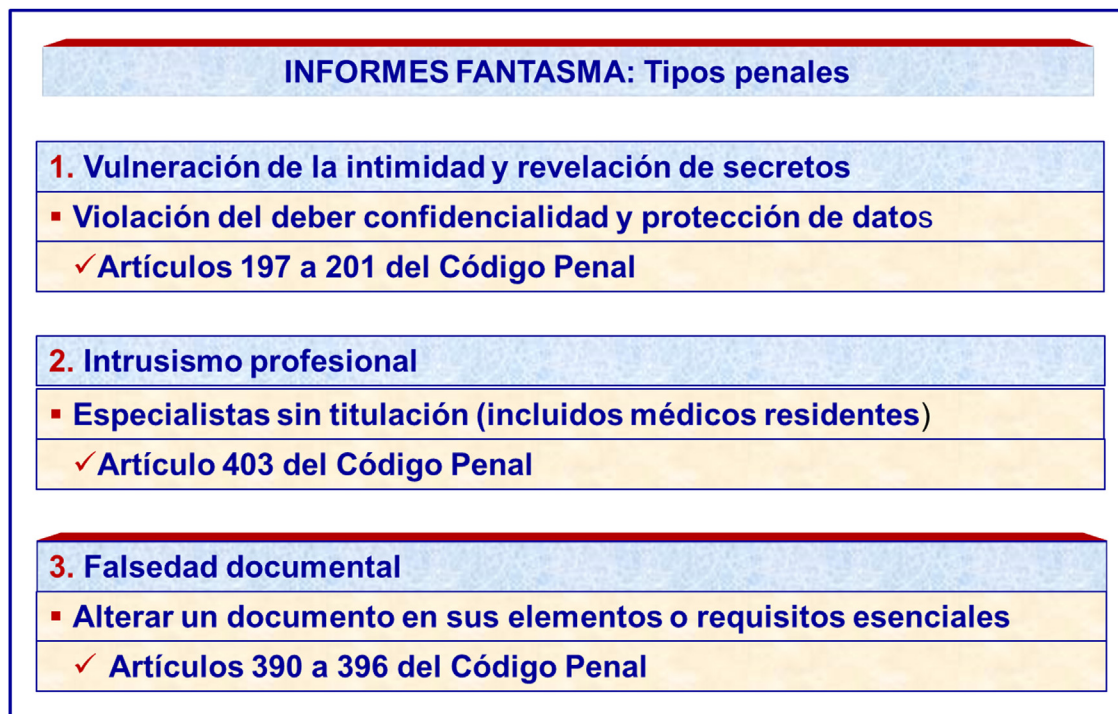 INFORMES FANTASMA: Tipos penales
1. Vulneración de la intimidad y revelación de secretos
▪ Violación del deber confidencialidad y protección de datos
✓Artículos 197 a 201 del Código Penal
2. Intrusismo profesional
▪ Especialistas sin titulación (incluidos médicos residentes)
✓Artículo 403 del Código Penal
3. Falsedad documental
▪ Alterar un documento en sus elementos o requisitos esenciales
✓ Artículos 390 a 396 del Código Penal